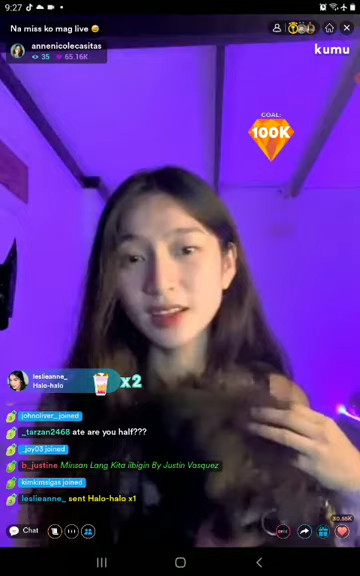 9:27
Na miss ko mag live
annenicolecasitas
35 65.16K
kumu
GOAL:
100K
leslieanne_
Halo-halo
x2
johnoliver_ joined
_tarzan2468 ate are you half???
_joy03 joined
b_justine Minsan Lang Kita iibigin By Justin Vasquez
kimkimsigas joined
leslieanne_ sent Halo-halo x1
Chat